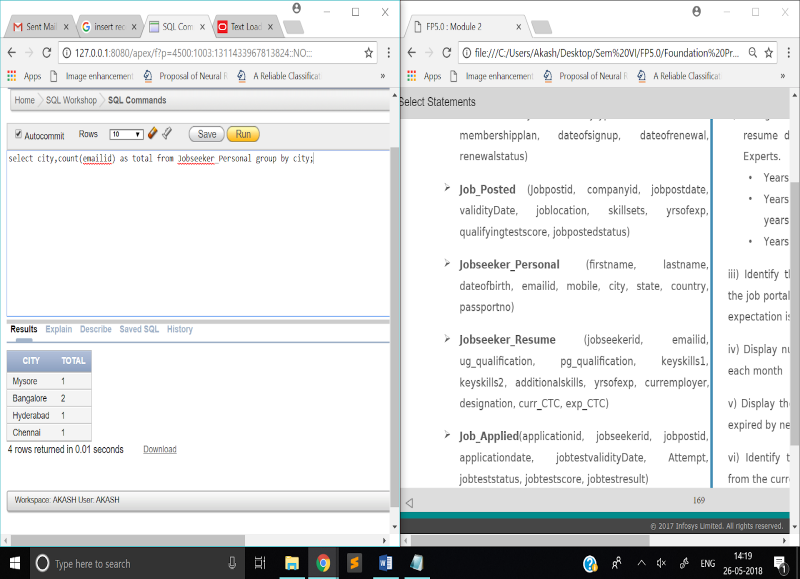 Sent Mail
insert rec
SQL Com
Text Load
127.0.0.1:8080/apex/f?p=4500:1003:1311433967813824::NO:::
Apps
Image enhancement
Proposal of Neural
A Reliable Classificat
»
Home
SQL Workshop
SQL Commands
Autocommit Rows 10 Save Run
select city,count(emailid) as total from Jobseeker_Personal group by city;
Results Explain Describe Saved SQL History
CITY TOTAL
Mysore 1
Bangalore 2
Hyderabad 1
Chennai 1
4 rows returned in 0.01 seconds Download
Workspace: AKASH User: AKASH
FP5.0 : Module 2
file:///C:/Users/Akash/Desktop/Sem%20VI/FP5.0/Foundation%20Pr...
Apps
Image enhancement
Proposal of Neural R
A Reliable Classificat
»
Select Statements
membershipplan, dateofsignup, dateofrenewal,
renewalstatus)
Job_Posted (Jobpostid, companyid, jobpostdate,
validityDate, joblocation, skillsets, yrsofexp,
qualifyingtestscore, jobpostedstatus)
Jobseeker_Personal (firstname, lastname,
dateofbirth, emailid, mobile, city, state, country,
passportno)
Jobseeker_Resume (jobseekerid, emailid,
ug_qualification, pg_qualification, keyskills1,
keyskills2, additionalskills, yrsofexp, curremployer,
designation, curr_CTC, exp_CTC)
Job_Applied(applicationid, jobseekerid, jobpostid,
applicationdate, jobtestvalidityDate, Attempt,
jobteststatus, jobtestscore, jobtestresult)
resume d
Experts.
• Years
• Years
years
• Years
iii) Identify t
the job portal
expectation is
iv) Display nu
each month
v) Display th
expired by ne
vi) Identify t
from the curr
169
© 2017 Infosys Limited. All rights reserved.
Type here to search
ENG
14:19
26-05-2018
1